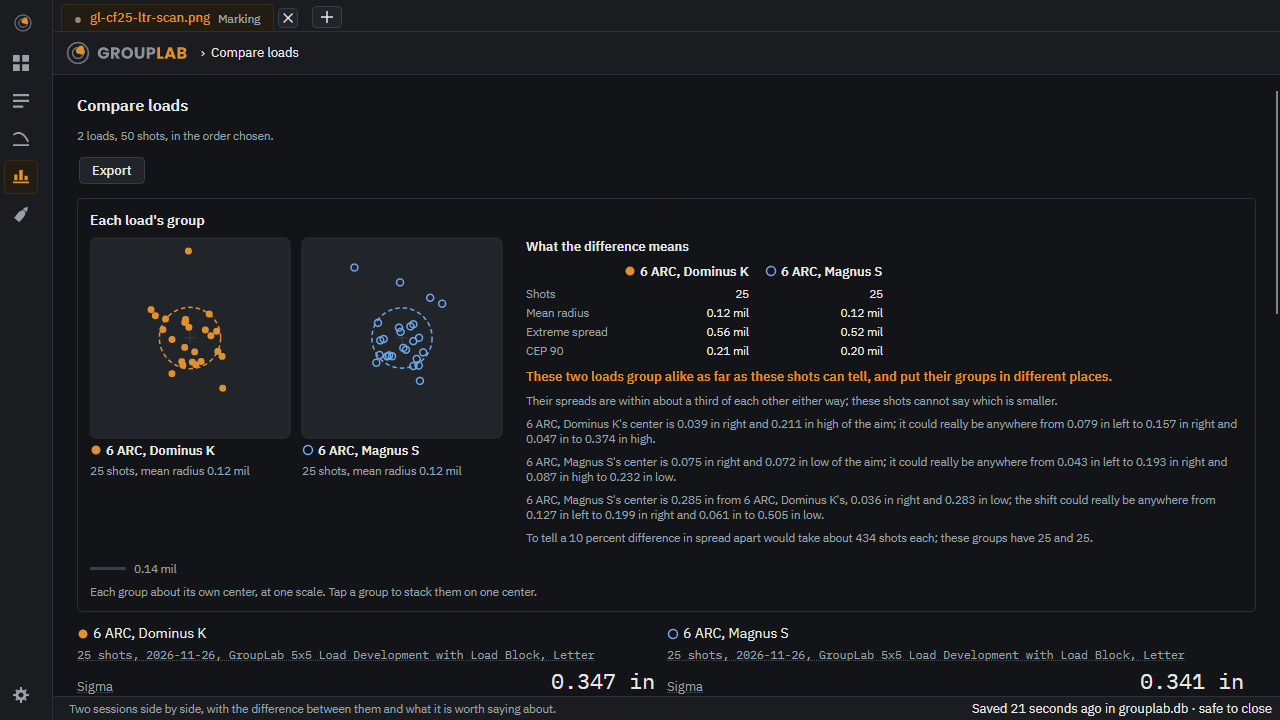 gl-cf25-ltr-scan.png Marking
GROUPLAB › Compare loads
Compare loads
2 loads, 50 shots, in the order chosen.
Export
Each load's group
6 ARC, Dominus K
25 shots, mean radius 0.12 mil
6 ARC, Magnus S
25 shots, mean radius 0.12 mil
What the difference means
6 ARC, Dominus K 6 ARC, Magnus S
Shots 25 25
Mean radius 0.12 mil 0.12 mil
Extreme spread 0.56 mil 0.52 mil
CEP 90 0.21 mil 0.20 mil
These two loads group alike as far as these shots can tell, and put their groups in different places.
Their spreads are within about a third of each other either way; these shots cannot say which is smaller.
6 ARC, Dominus K's center is 0.039 in right and 0.211 in high of the aim; it could really be anywhere from 0.079 in left to 0.157 in right and
0.047 in to 0.374 in high.
6 ARC, Magnus S's center is 0.075 in right and 0.072 in low of the aim; it could really be anywhere from 0.043 in left to 0.193 in right and
0.087 in high to 0.232 in low.
6 ARC, Magnus S's center is 0.285 in from 6 ARC, Dominus K's, 0.036 in right and 0.283 in low; the shift could really be anywhere from
0.127 in left to 0.199 in right and 0.061 in to 0.505 in low.
To tell a 10 percent difference in spread apart would take about 434 shots each; these groups have 25 and 25.
0.14 mil
Each group about its own center, at one scale. Tap a group to stack them on one center.
6 ARC, Dominus K
25 shots, 2026-11-26, GroupLab 5x5 Load Development with Load Block, Letter
Sigma 0.347 in
6 ARC, Magnus S
25 shots, 2026-11-26, GroupLab 5x5 Load Development with Load Block, Letter
Sigma 0.341 in
Two sessions side by side, with the difference between them and what it is worth saying about.
Saved 21 seconds ago in grouplab.db · safe to close